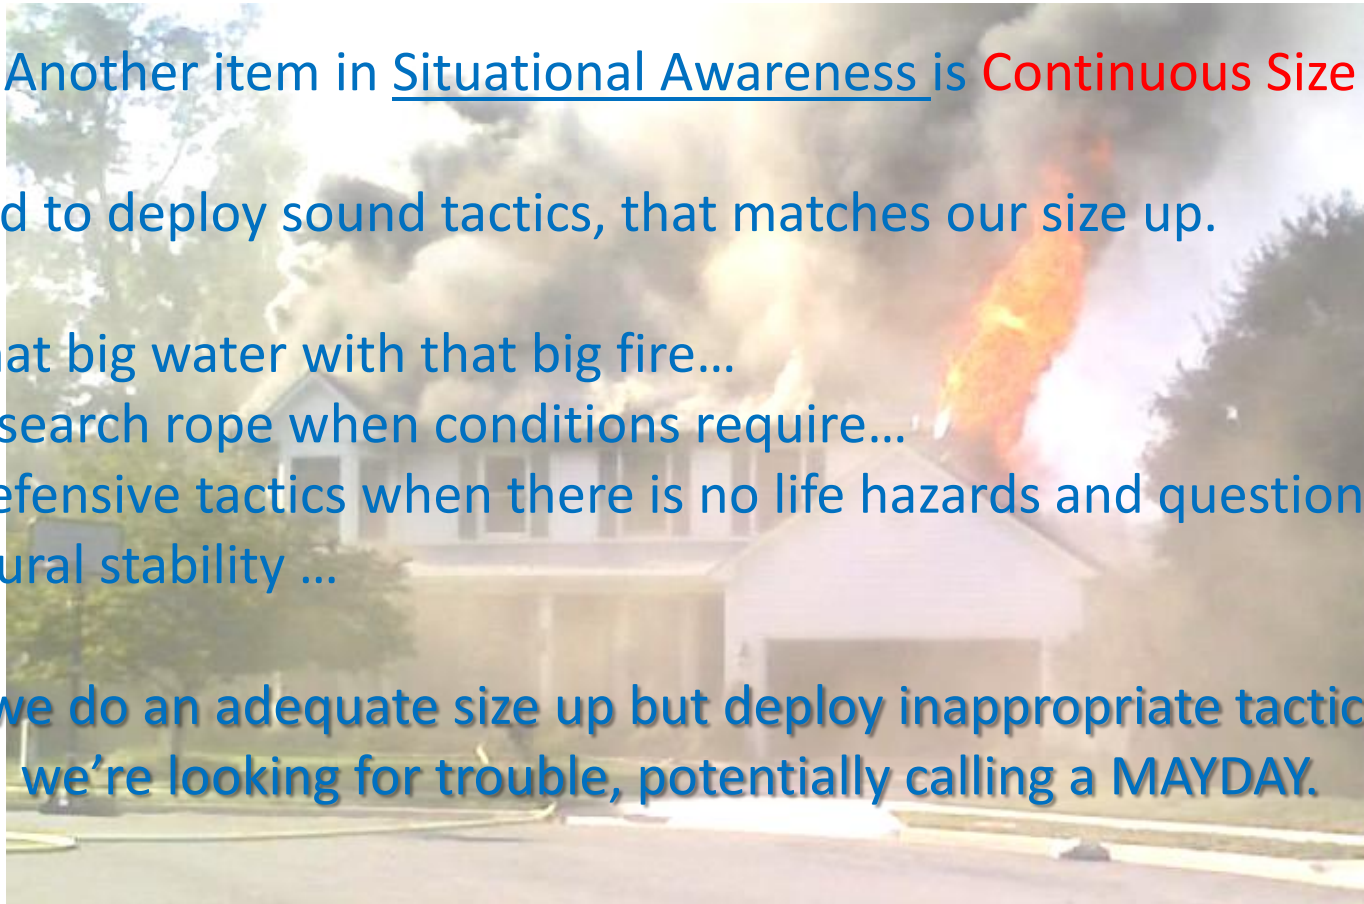 Another item in Situational Awareness is Continuous Size
d to deploy sound tactics, that matches our size up.
at big water with that big fire…
search rope when conditions require…
efensive tactics when there is no life hazards and question
ural stability …
we do an adequate size up but deploy inappropriate tactic
we’re looking for trouble, potentially calling a MAYDAY.